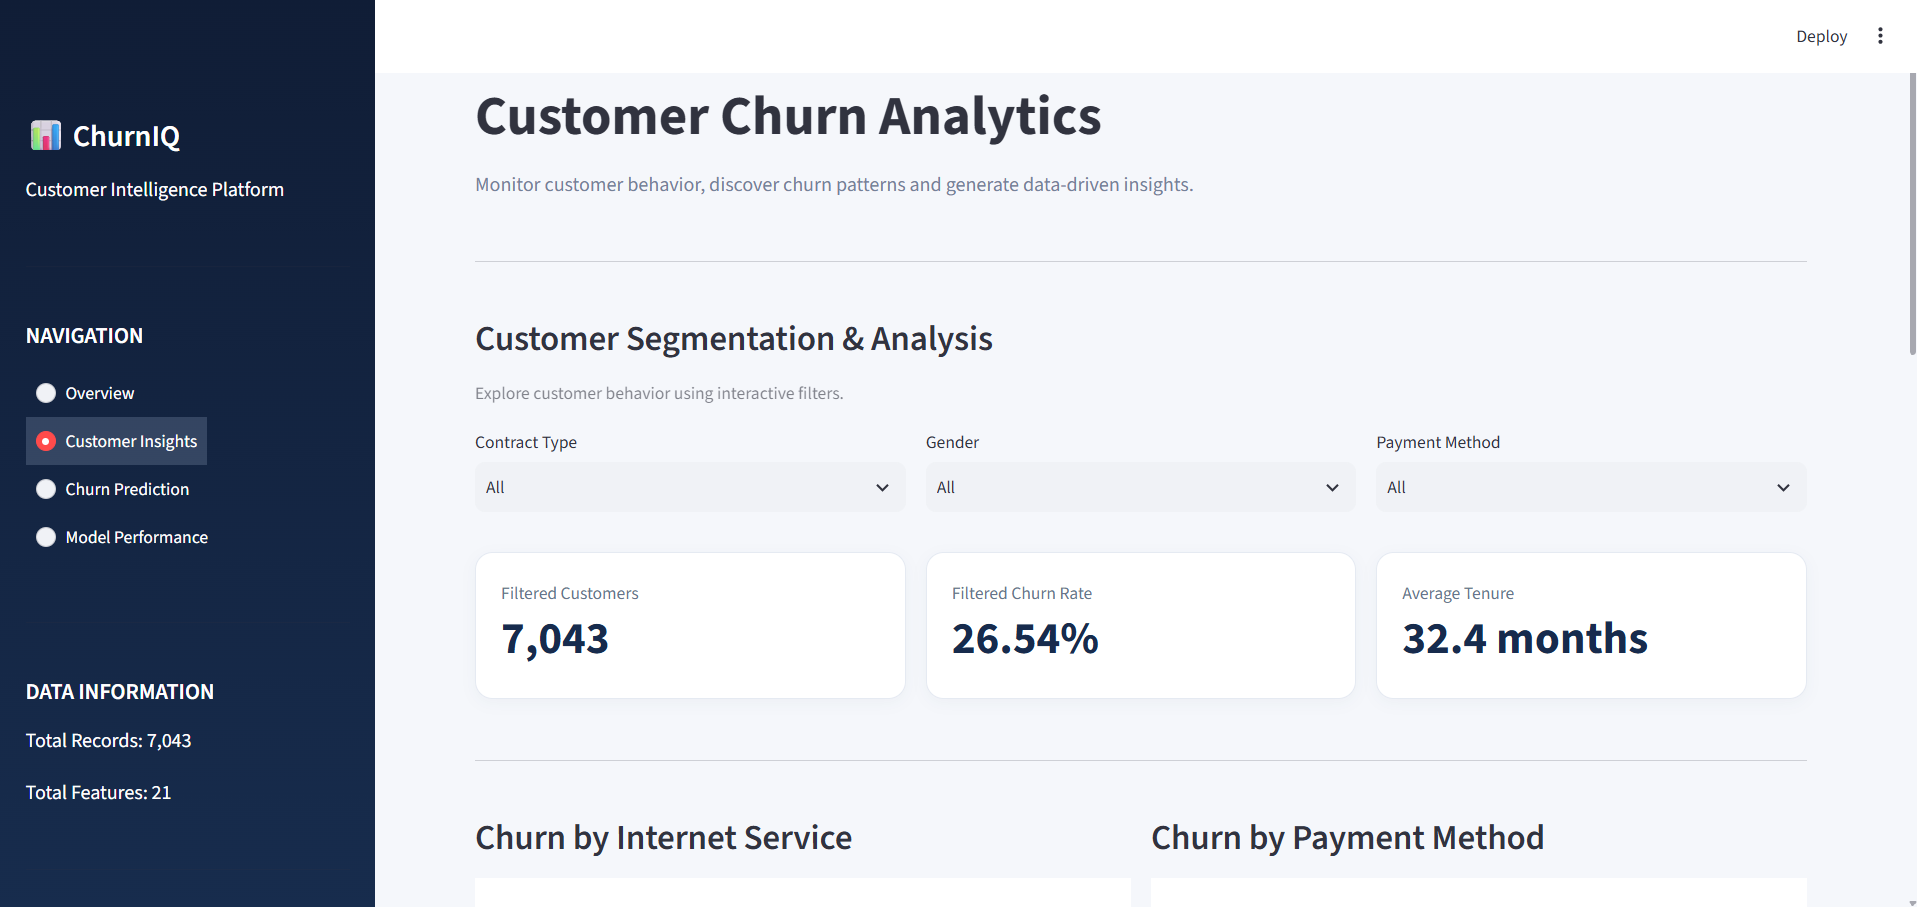 Deploy
ChurnIQ
Customer Intelligence Platform
NAVIGATION
Overview
Customer Insights
Churn Prediction
Model Performance
DATA INFORMATION
Total Records: 7,043
Total Features: 21
Customer Churn Analytics
Monitor customer behavior, discover churn patterns and generate data-driven insights.
Customer Segmentation & Analysis
Explore customer behavior using interactive filters.
Contract Type
All
Gender
All
Payment Method
All
Filtered Customers
7,043
Filtered Churn Rate
26.54%
Average Tenure
32.4 months
Churn by Internet Service
Churn by Payment Method